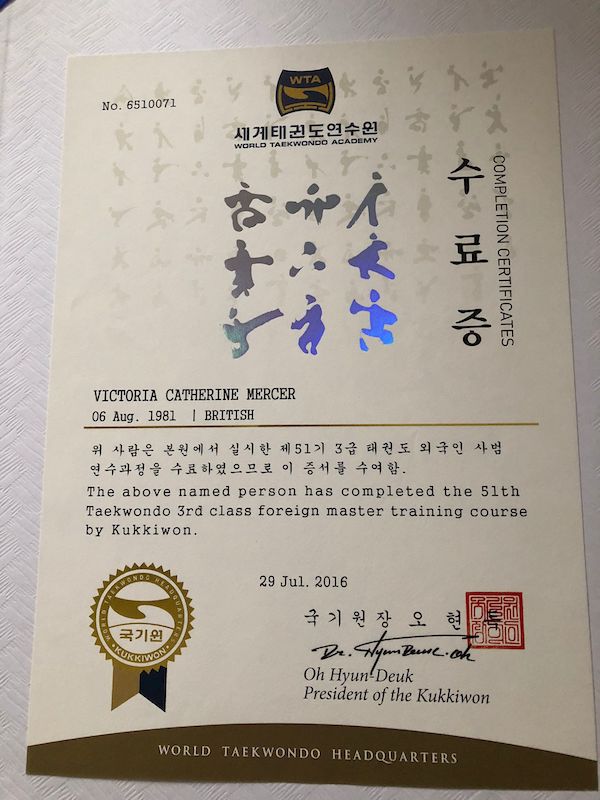 No. 6510071
WTA
세계태권도연수원
WORLD TAEKWONDO ACADEMY
수료증
COMPLETION CERTIFICATES
VICTORIA CATHERINE MERCER
06 Aug. 1981 | BRITISH
위 사람은 본원에서 실시한 제51기 3급 태권도 외국인 사범
연수과정을 수료하였으므로 이 증서를 수여함.
The above named person has completed the 51th
Taekwondo 3rd class foreign master training course
by Kukkiwon.
29 Jul. 2016
WORLD TAEKWONDO HEADQUARTERS
국기원
KUKKIWON
국기원장 오현득
Oh Hyun-Deuk
President of the Kukkiwon
WORLD TAEKWONDO HEADQUARTERS